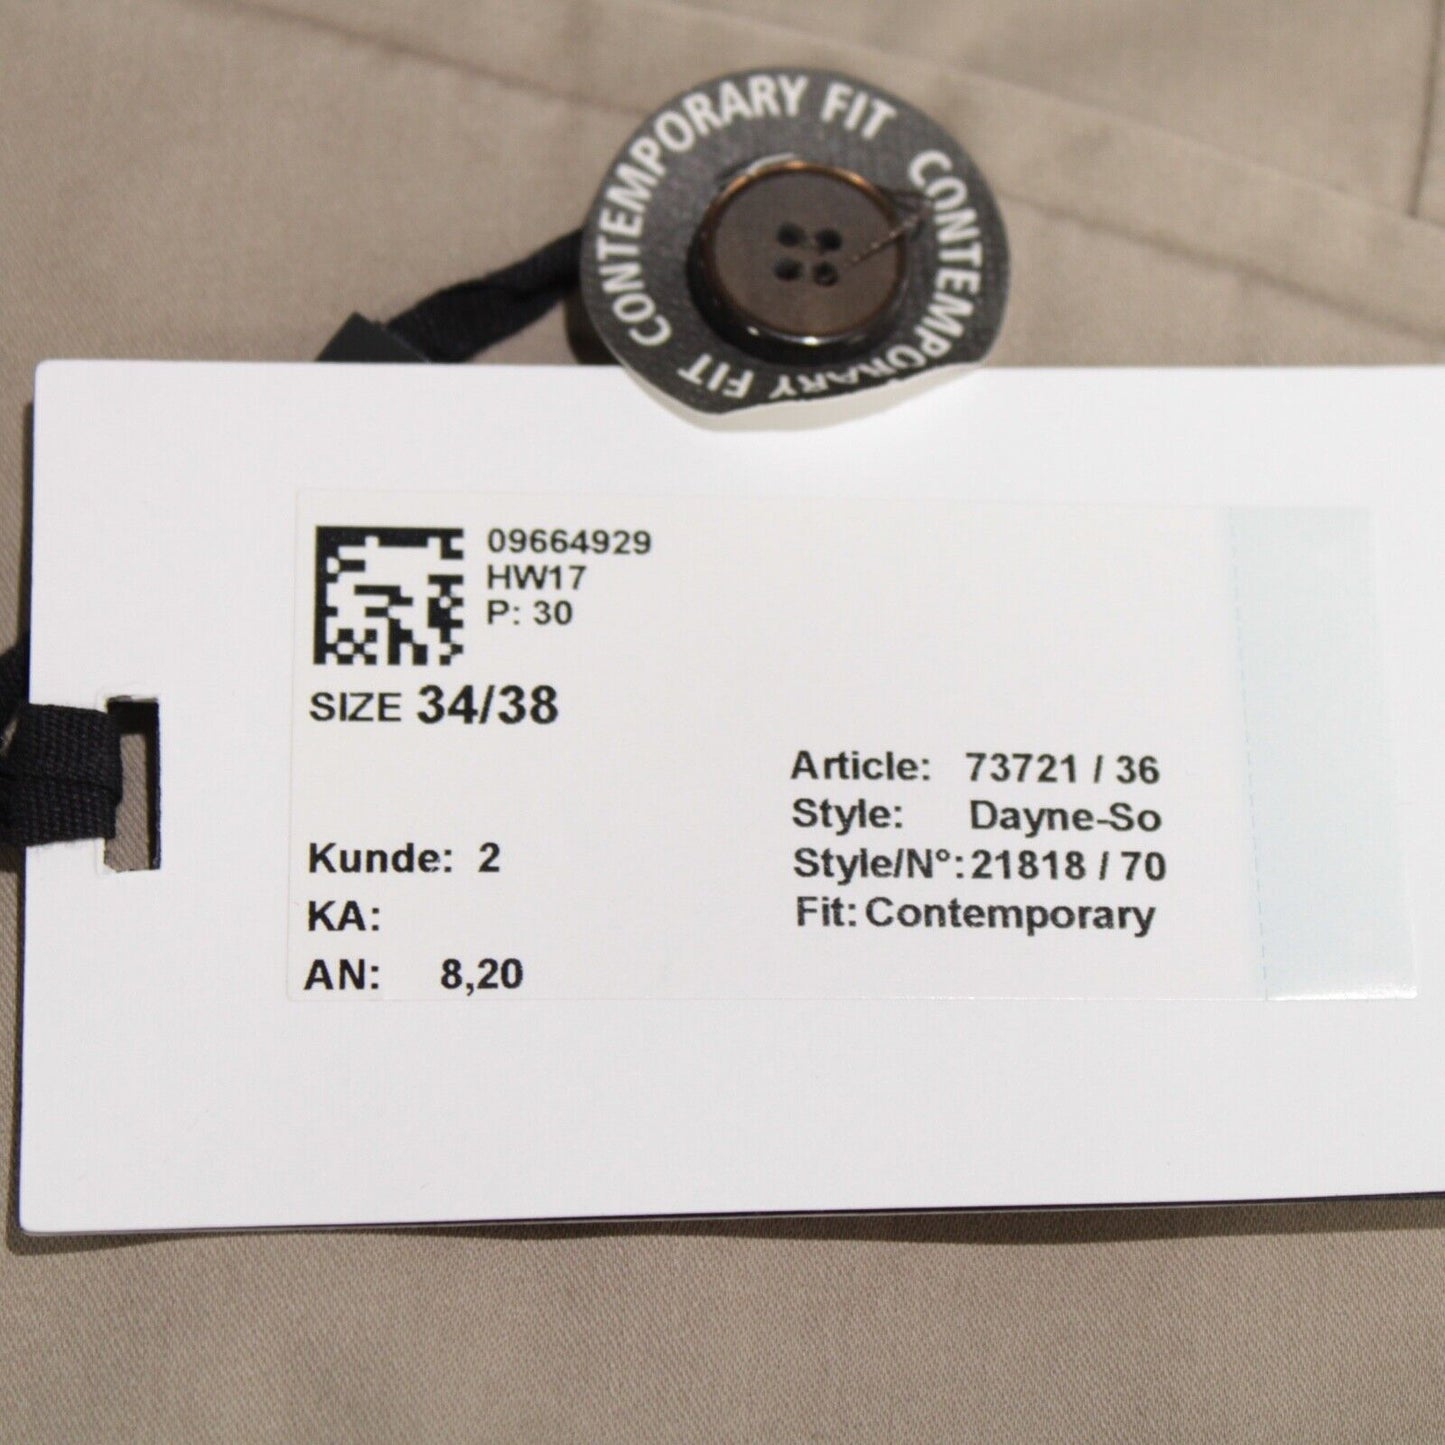 CONTEMPORARY FIT CONTEMPORARY FIT
09664929
HW17
P: 30
SIZE 34/38
Article: 73721 / 36
Style: Dayne-So
Style/N°: 21818 / 70
Fit: Contemporary
Kunde: 2
KA:
AN: 8,20